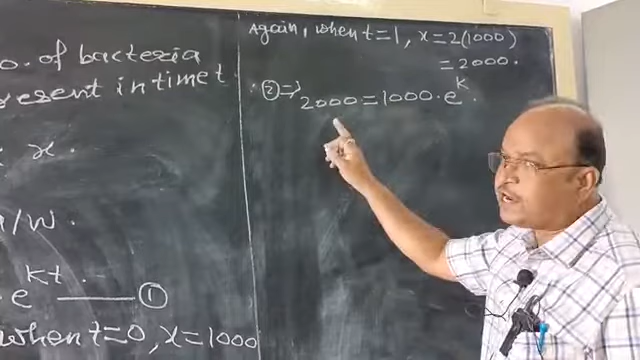 o. of bacteria
resent in time t
x.
a/w.
e^kt. ——— ①
when t=0, x=1000
Again, when t=1, x=2(1000)
=2000.
∴ ②⇒ 2000=1000·e^k.